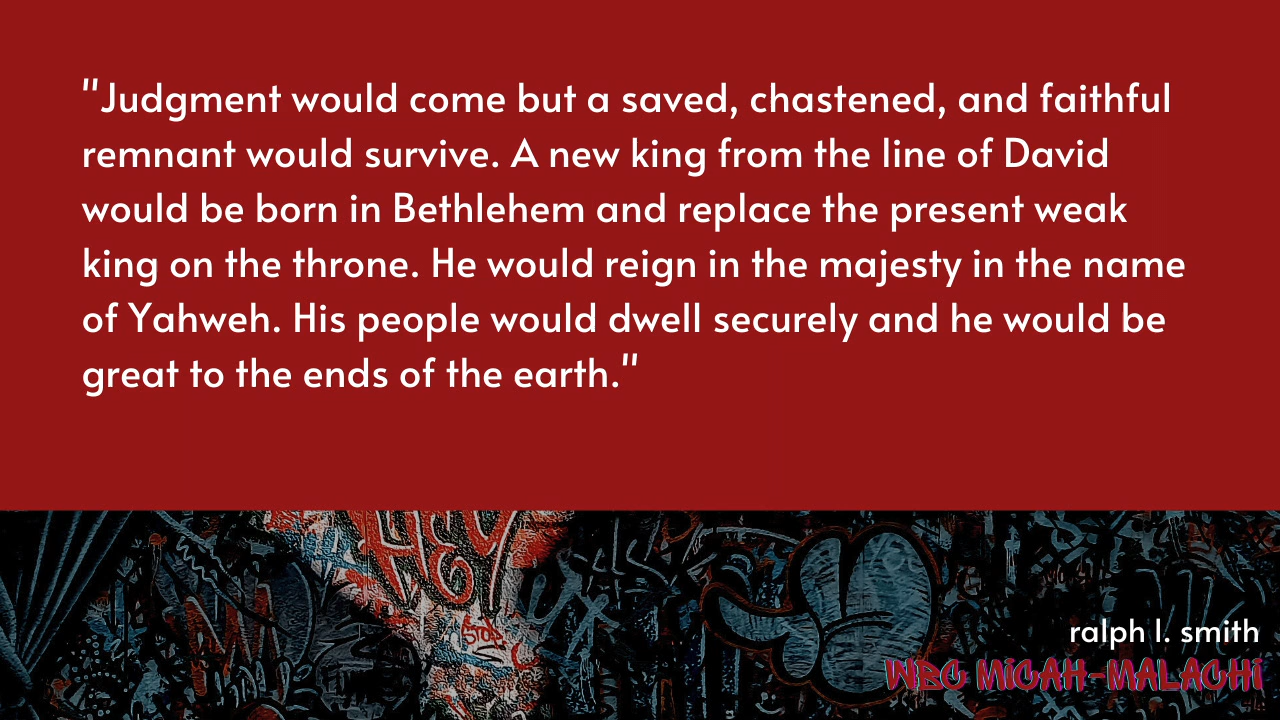 "Judgment would come but a saved, chastened, and faithful
remnant would survive. A new king from the line of David
would be born in Bethlehem and replace the present weak
king on the throne. He would reign in the majesty in the name
of Yahweh. His people would dwell securely and he would be
great to the ends of the earth."
HEY
STOP
ralph l. smith
WBC MICAH-MALACHI